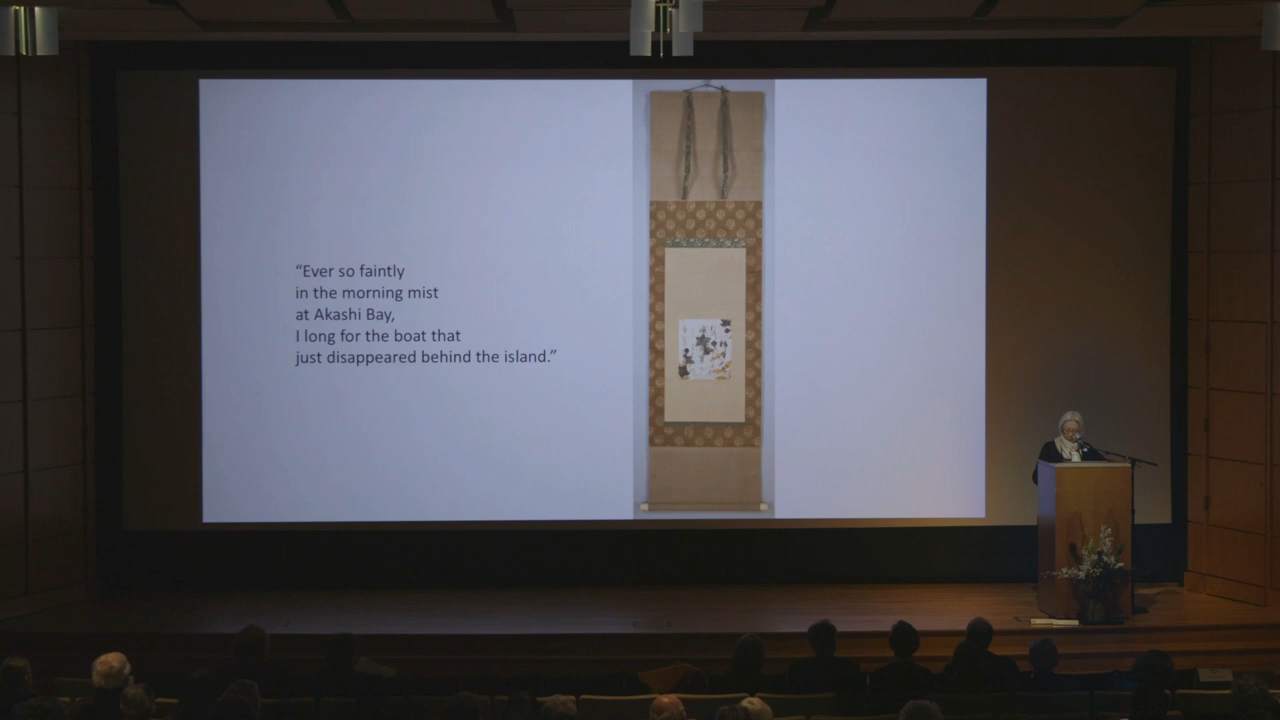 “Ever so faintly
in the morning mist
at Akashi Bay,
I long for the boat that
just disappeared behind the island.”